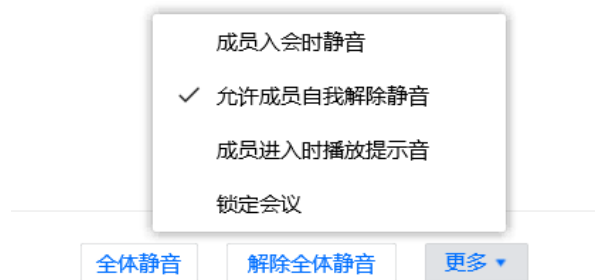 成员入会时静音
允许成员自我解除静音
成员进入时播放提示音
锁定会议
全体静音 解除全体静音 更多